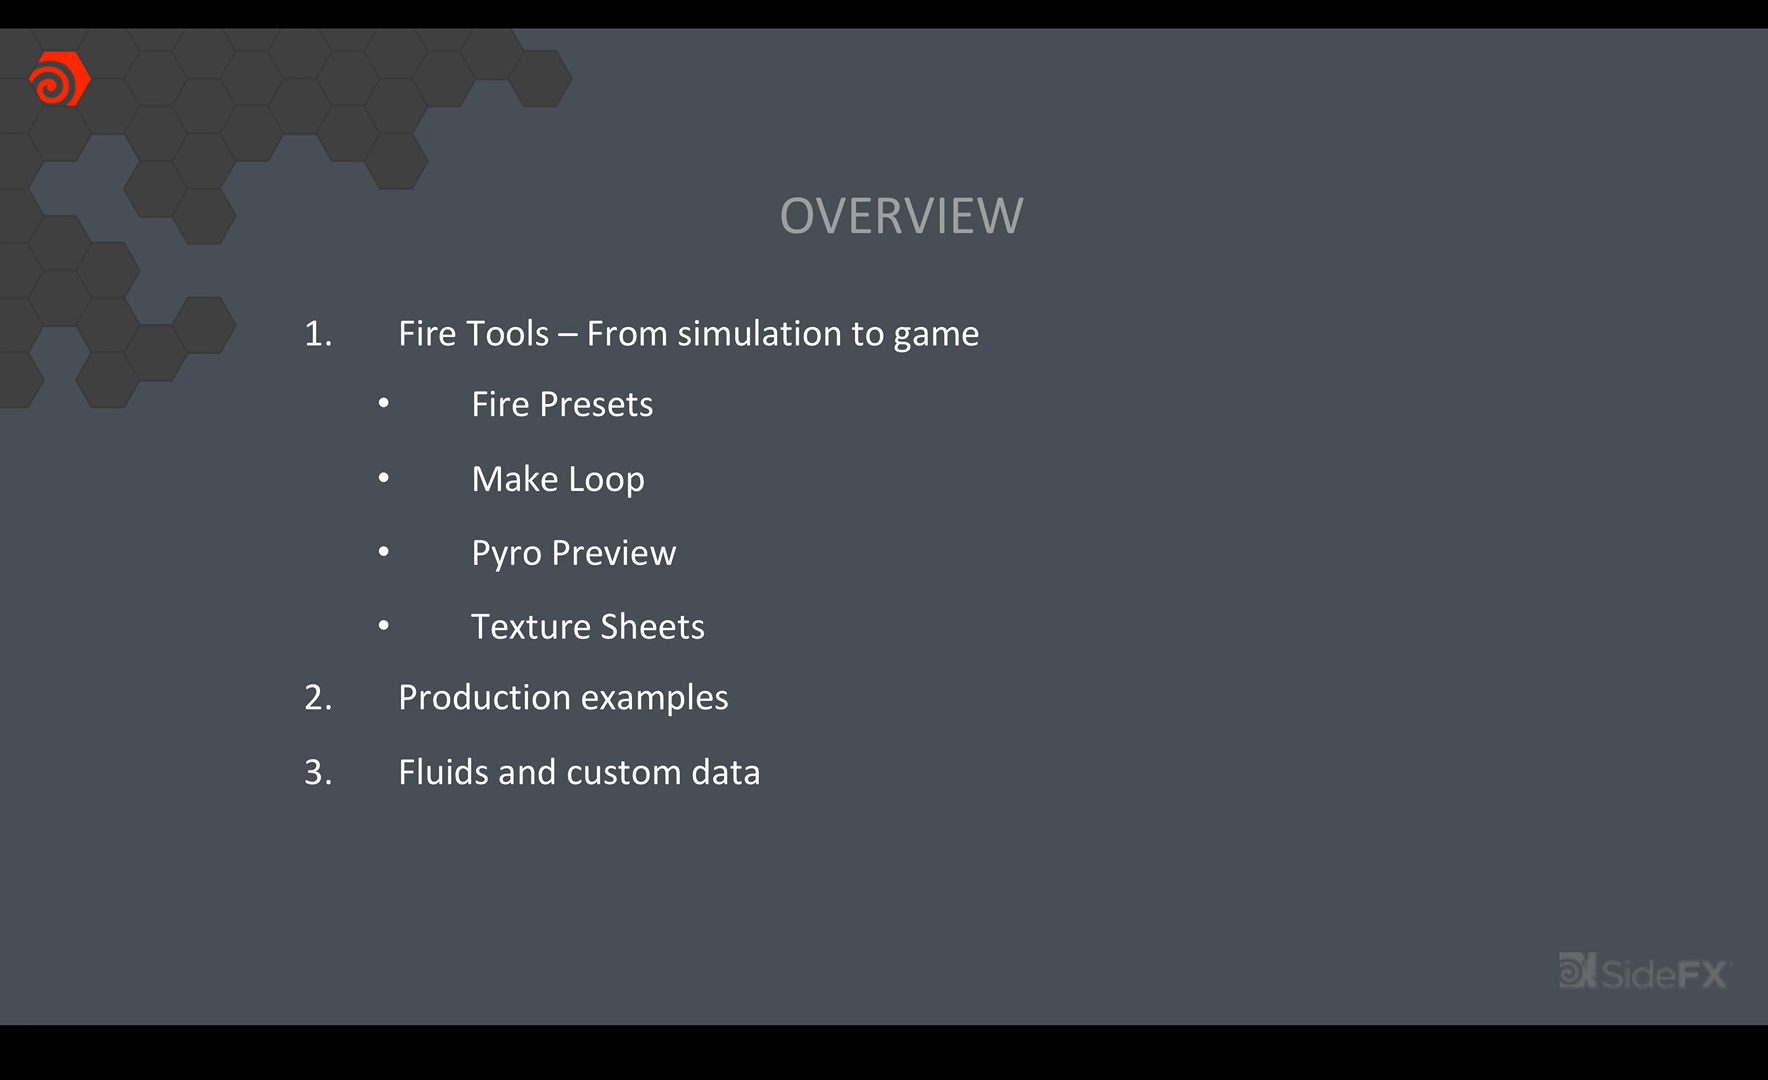 OVERVIEW
1. Fire Tools – From simulation to game
• Fire Presets
• Make Loop
• Pyro Preview
• Texture Sheets
2. Production examples
3. Fluids and custom data
SideFX